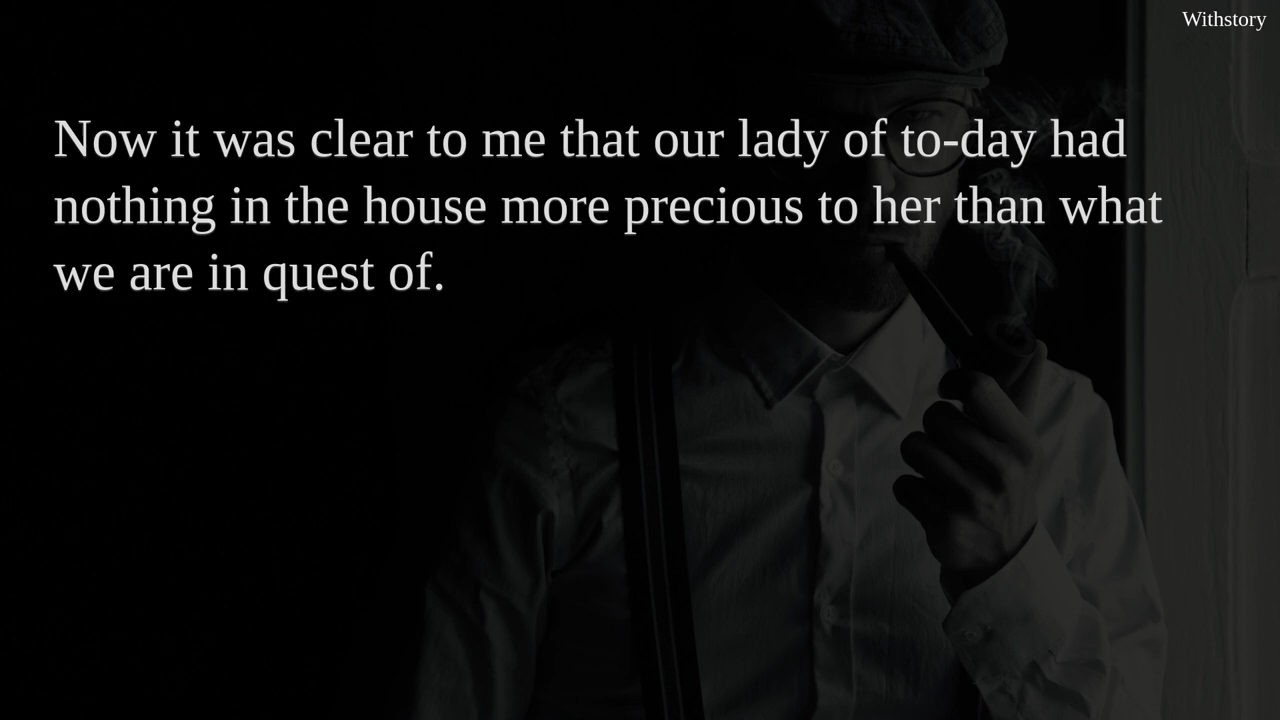 Withstory
Now it was clear to me that our lady of to-day had
nothing in the house more precious to her than what
we are in quest of.